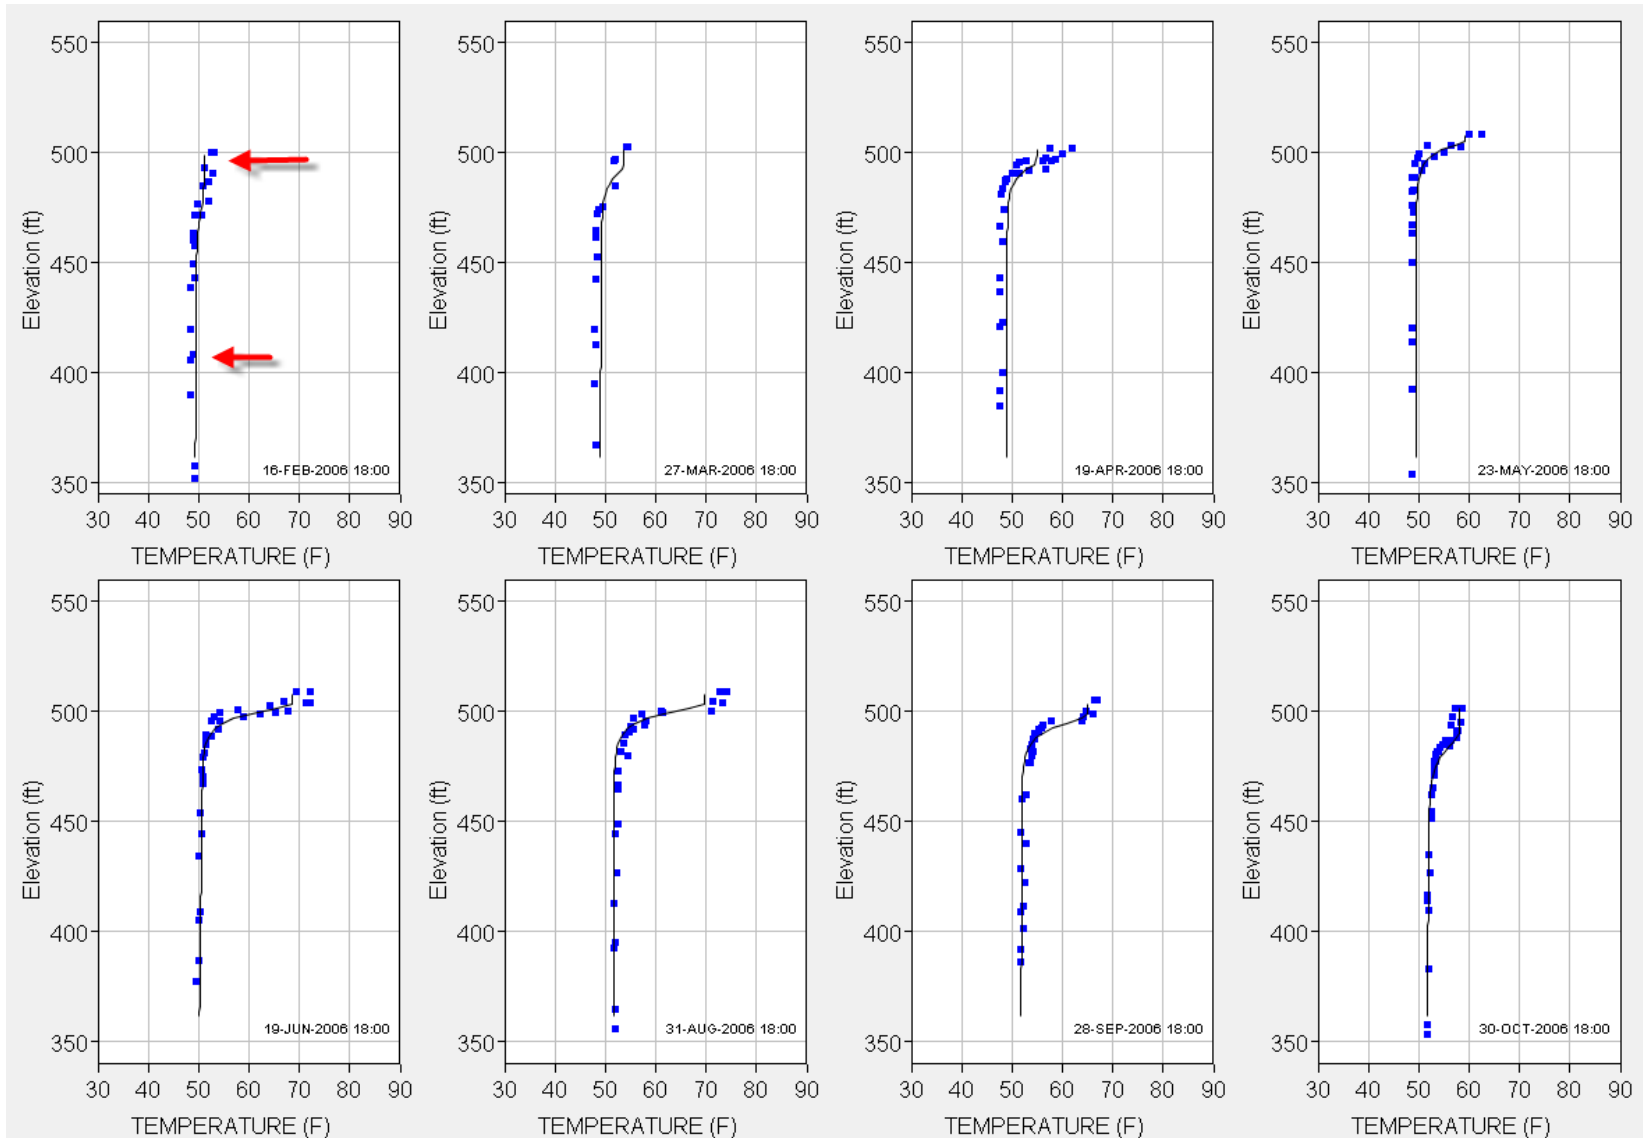 550
500
450
400
350
Elevation (ft)
16-FEB-2006 18:00
30 40 50 60 70 80 90
TEMPERATURE (F)
550
500
450
400
350
Elevation (ft)
27-MAR-2006 18:00
30 40 50 60 70 80 90
TEMPERATURE (F)
550
500
450
400
350
Elevation (ft)
19-APR-2006 18:00
30 40 50 60 70 80 90
TEMPERATURE (F)
550
500
450
400
350
Elevation (ft)
23-MAY-2006 18:00
30 40 50 60 70 80 90
TEMPERATURE (F)
550
500
450
400
350
Elevation (ft)
19-JUN-2006 18:00
30 40 50 60 70 80 90
TEMPERATURE (F)
550
500
450
400
350
Elevation (ft)
31-AUG-2006 18:00
30 40 50 60 70 80 90
TEMPERATURE (F)
550
500
450
400
350
Elevation (ft)
28-SEP-2006 18:00
30 40 50 60 70 80 90
TEMPERATURE (F)
550
500
450
400
350
Elevation (ft)
30-OCT-2006 18:00
30 40 50 60 70 80 90
TEMPERATURE (F)